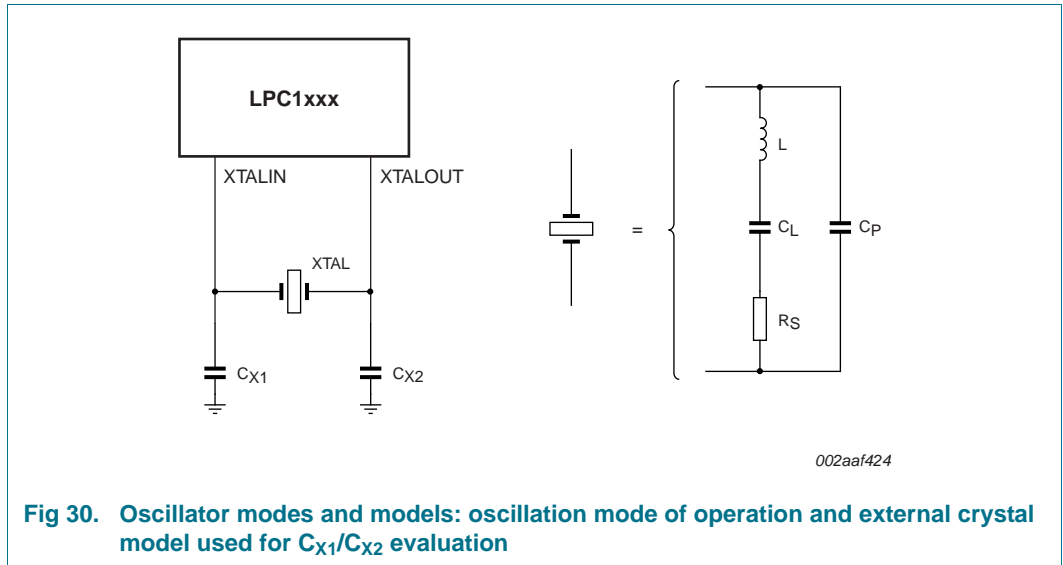 LPC1xxx
XTALIN
XTALOUT
XTAL
CX1
CX2
=
L
CL
CP
RS
002aaf424
Fig 30. Oscillator modes and models: oscillation mode of operation and external crystal
model used for CX1/CX2 evaluation